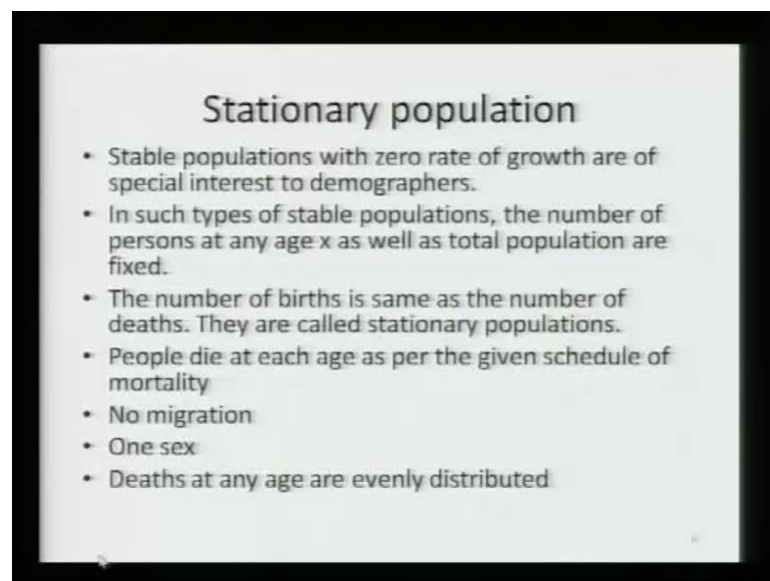 Stationary population
• Stable populations with zero rate of growth are of
special interest to demographers.
• In such types of stable populations, the number of
persons at any age x as well as total population are
fixed.
• The number of births is same as the number of
deaths. They are called stationary populations.
• People die at each age as per the given schedule of
mortality
• No migration
• One sex
• Deaths at any age are evenly distributed